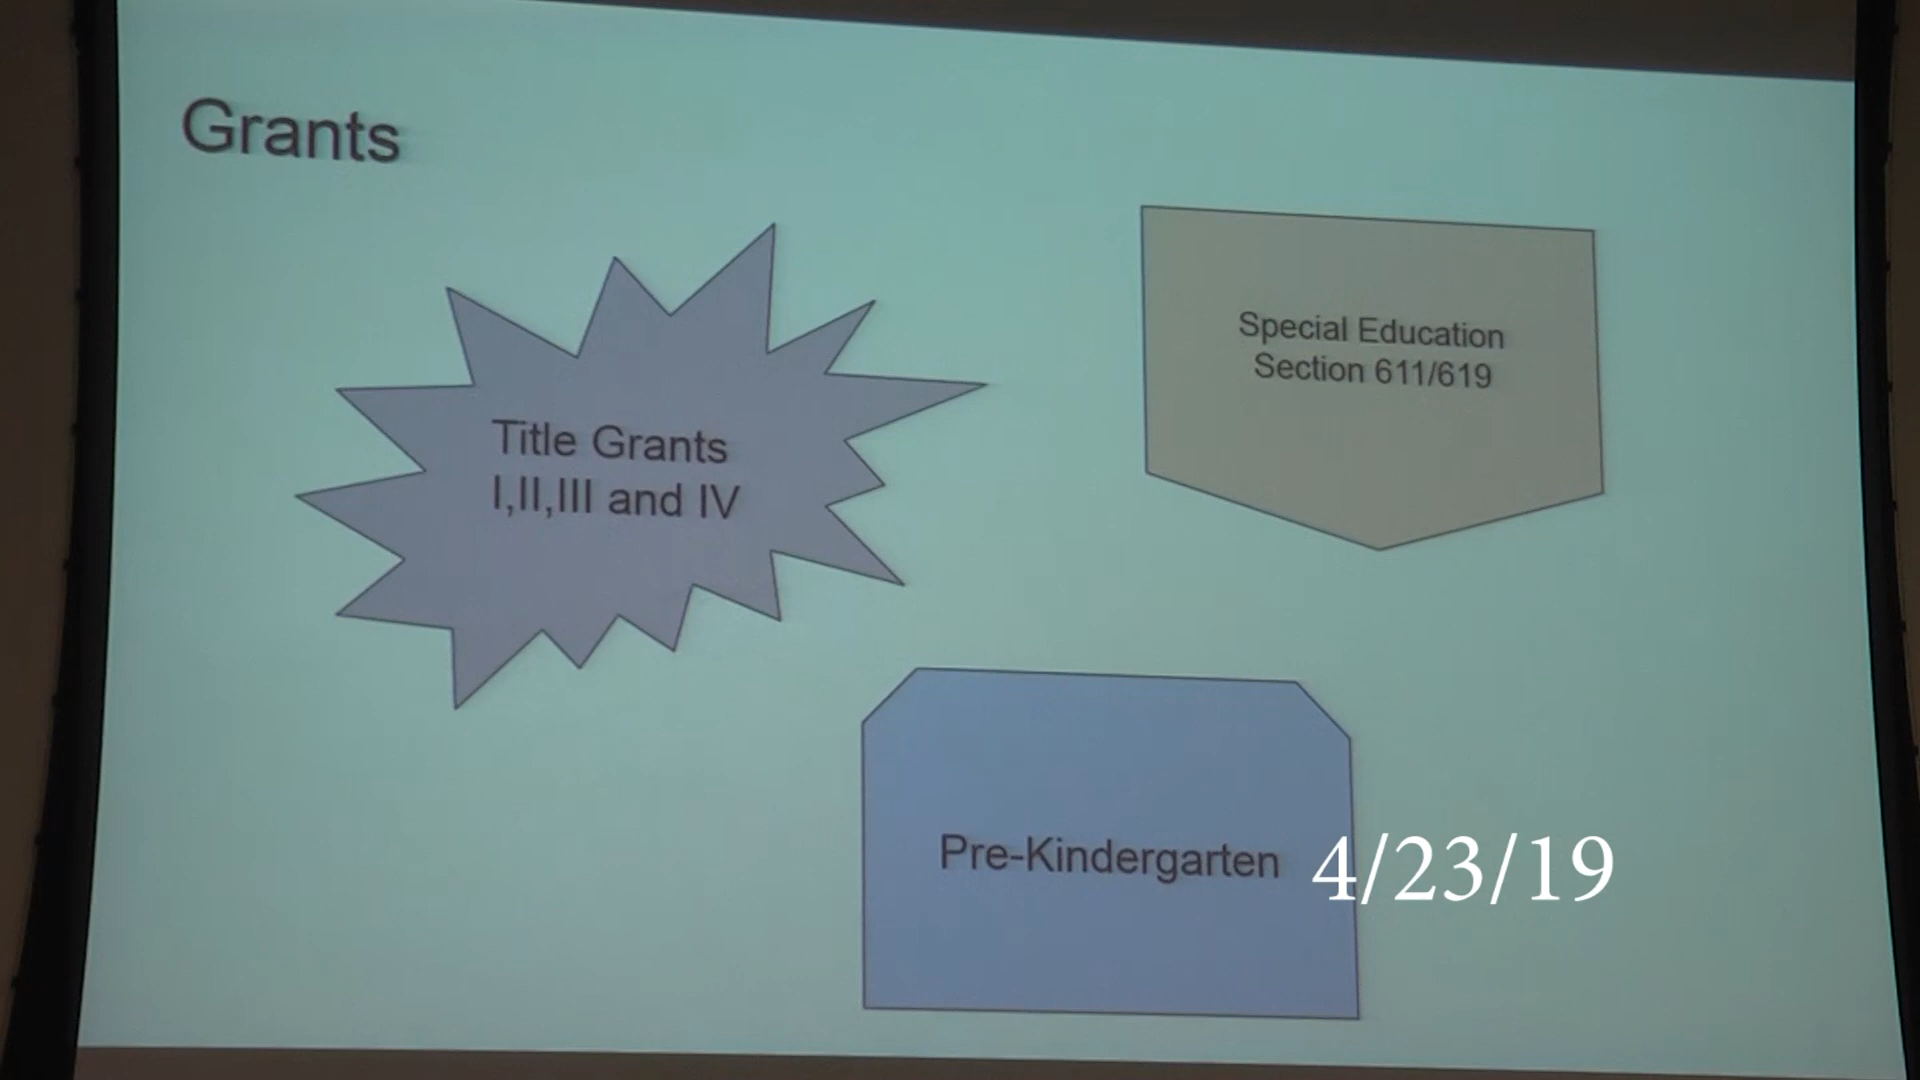 Grants
Title Grants
I,II,III and IV
Special Education
Section 611/619
Pre-Kindergarten
4/23/19